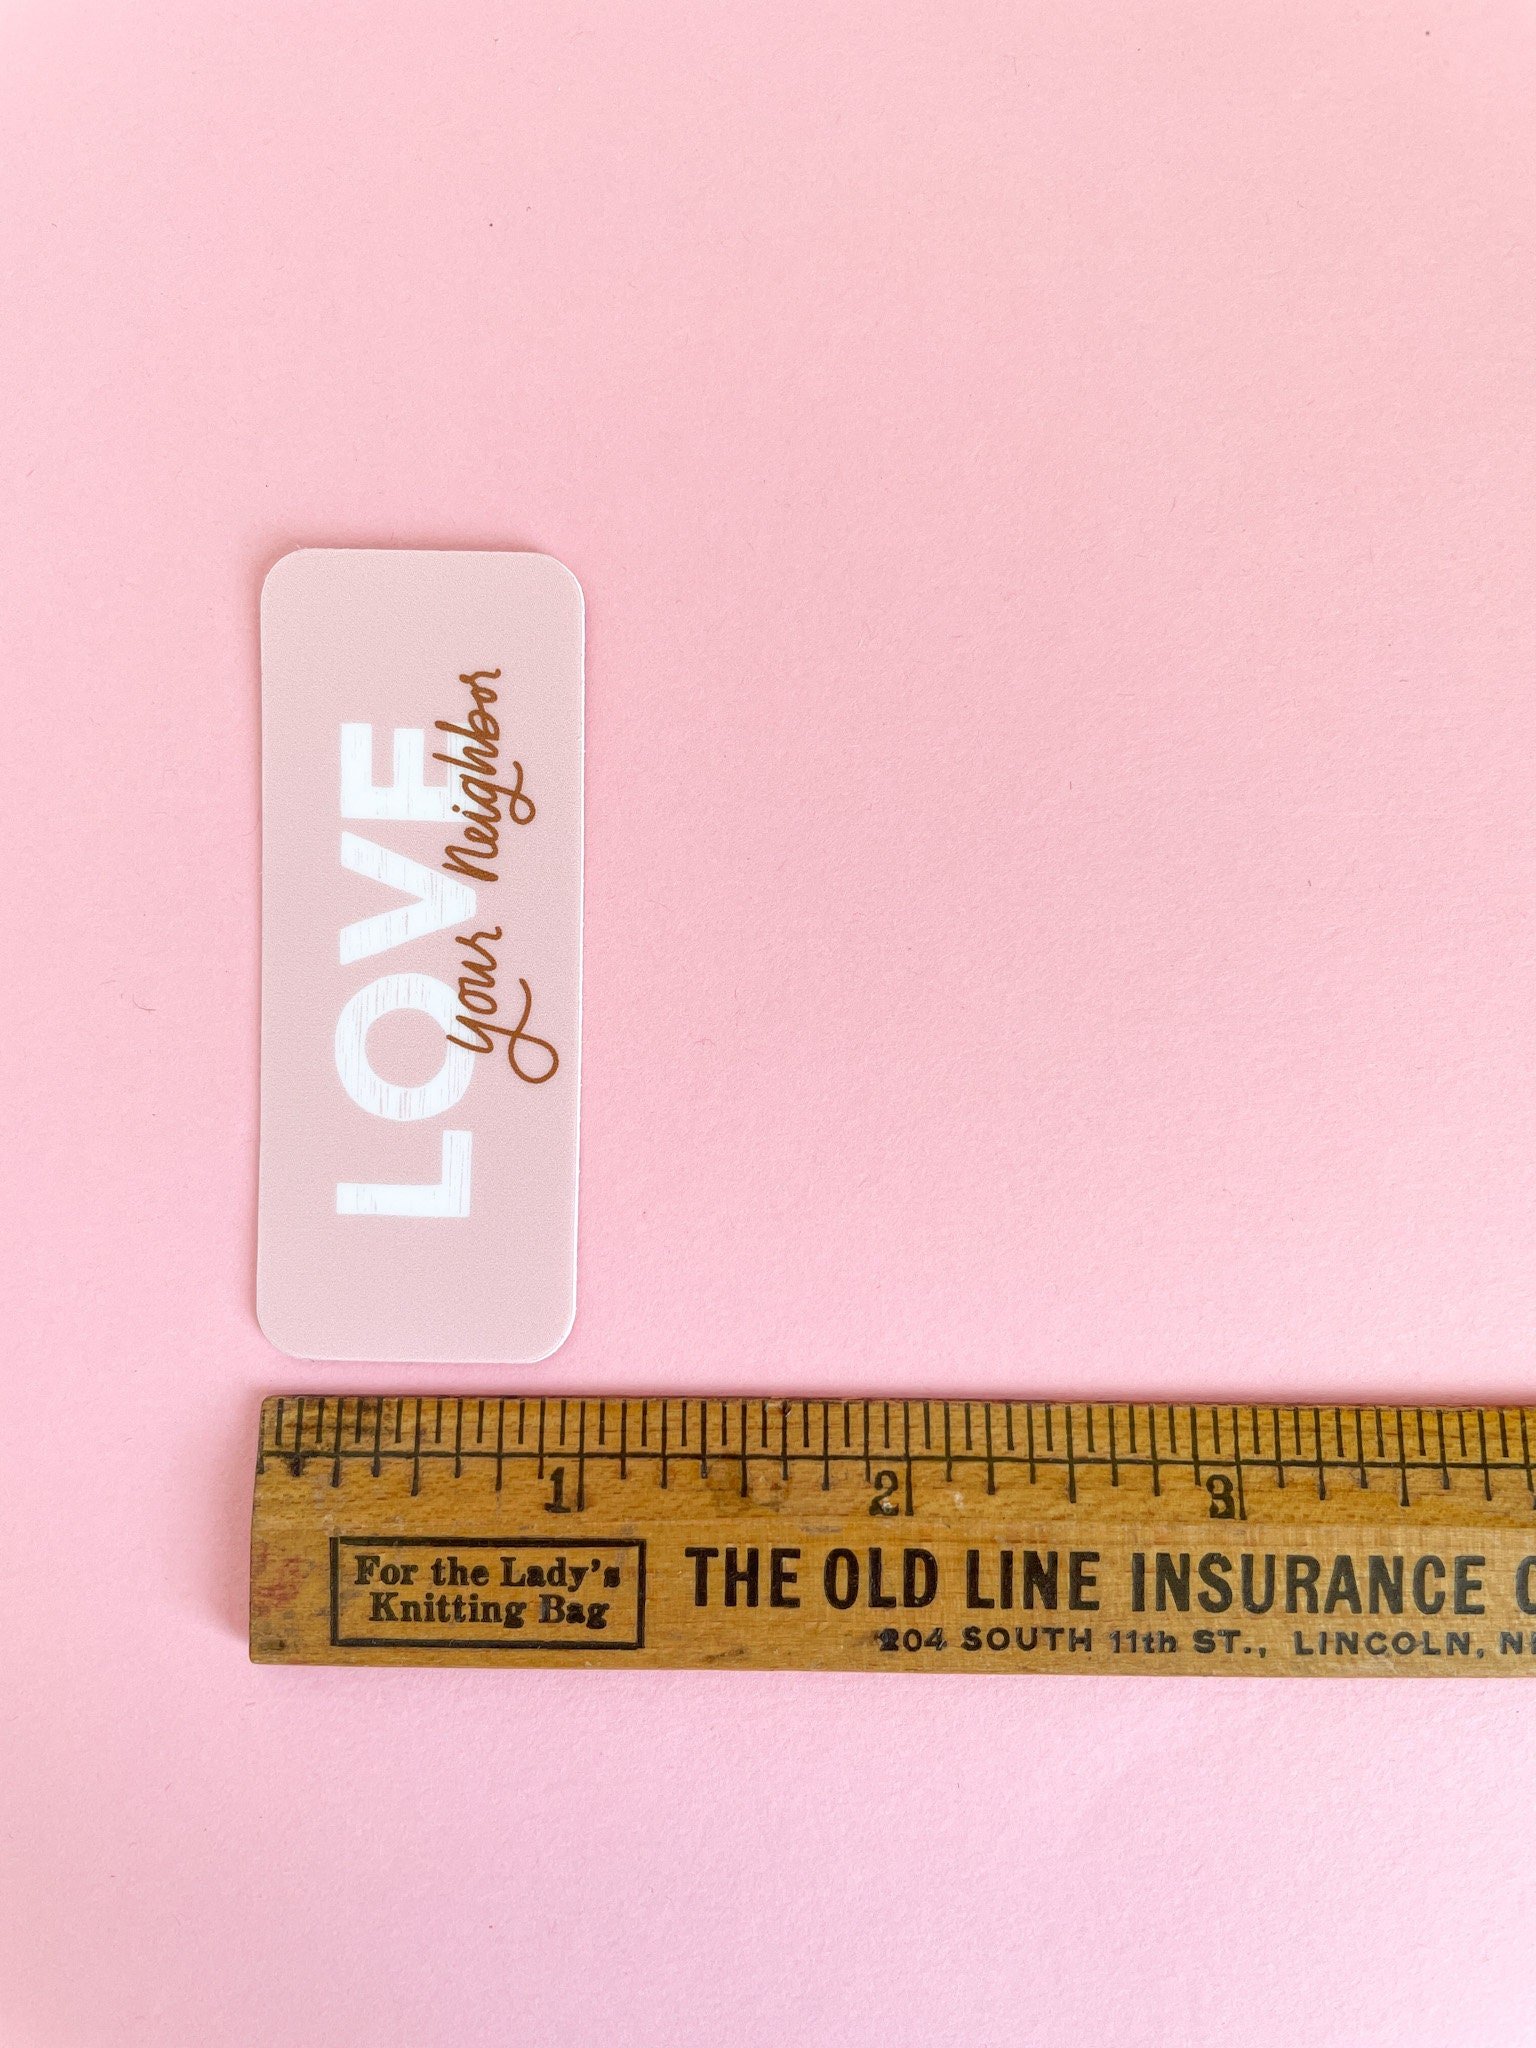 LOVE
your neighbor
1 2 3
For the Lady's
Knitting Bag
THE OLD LINE INSURANCE
204 SOUTH 11th ST., LINCOLN,